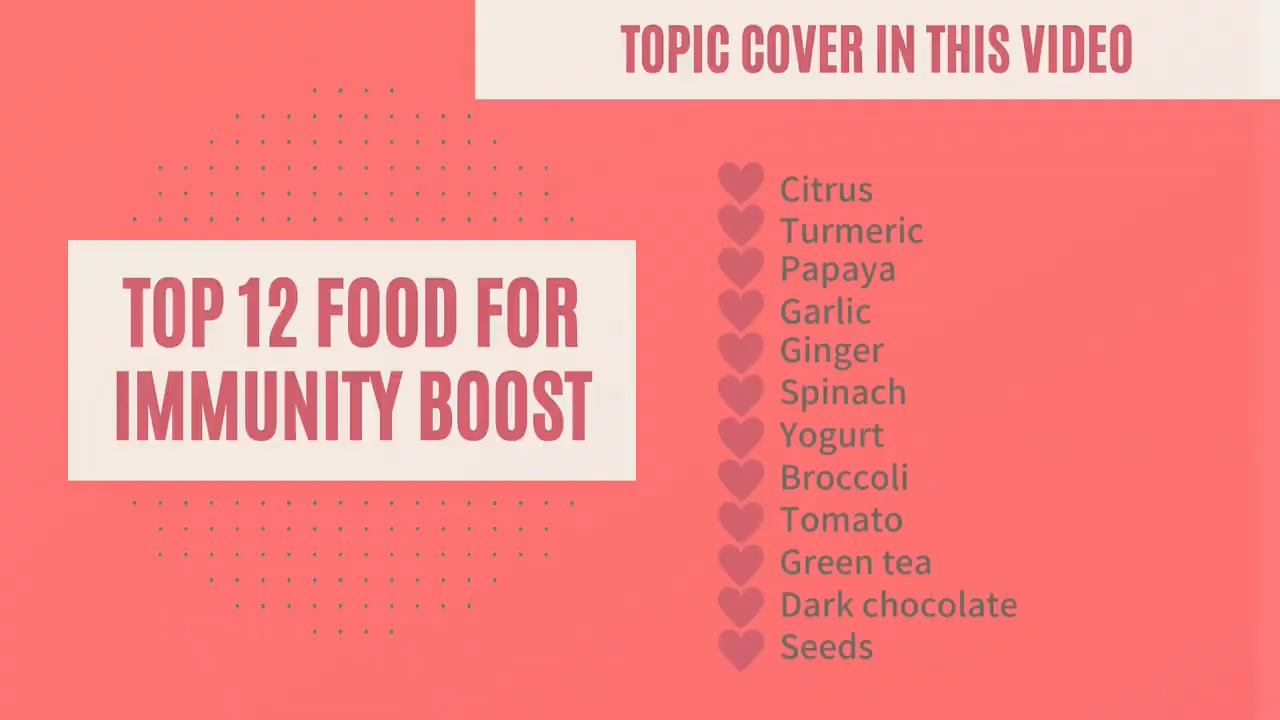 TOPIC COVER IN THIS VIDEO
TOP 12 FOOD FOR
IMMUNITY BOOST
Citrus
Turmeric
Papaya
Garlic
Ginger
Spinach
Yogurt
Broccoli
Tomato
Green tea
Dark chocolate
Seeds